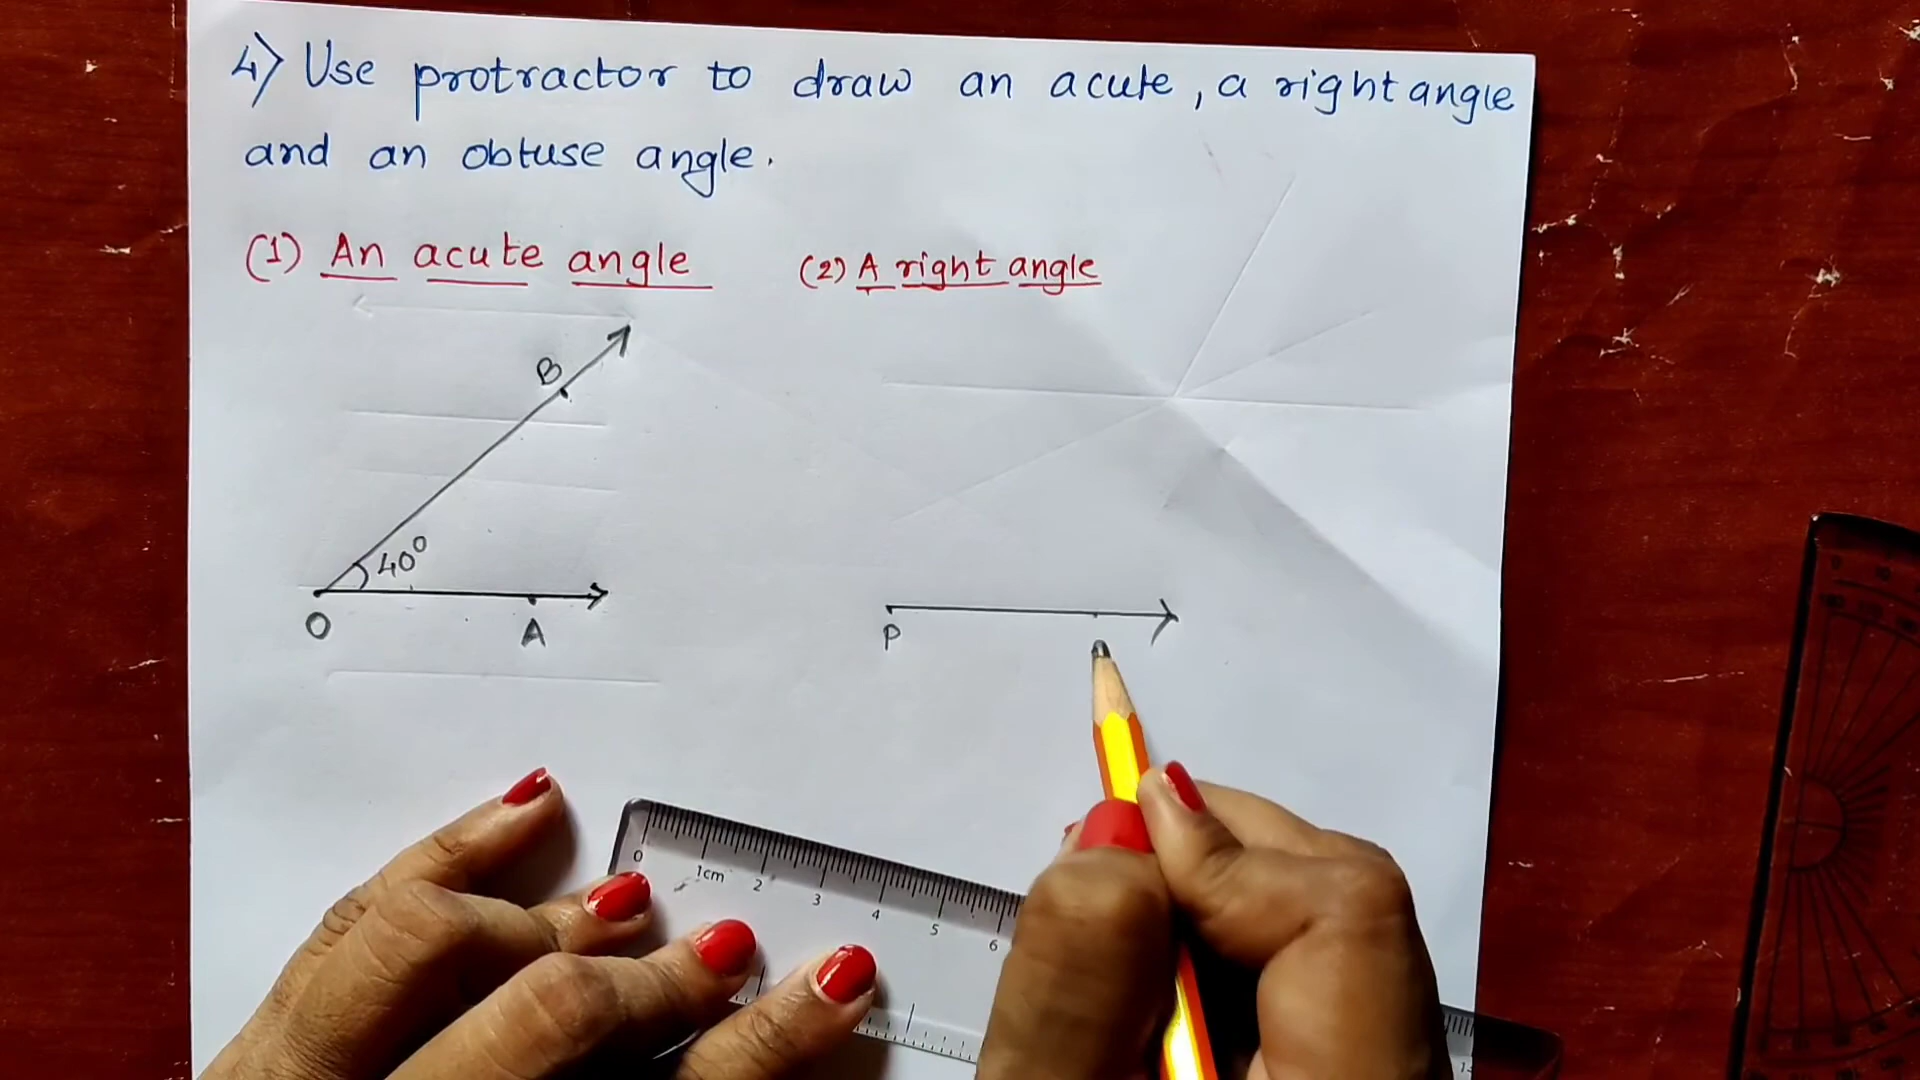 4) Use protractor to draw an acute, a right angle
and an obtuse angle.
(1) An acute angle (2) A right angle
B
40°
O A P
0 1cm 2 3 4 5 6